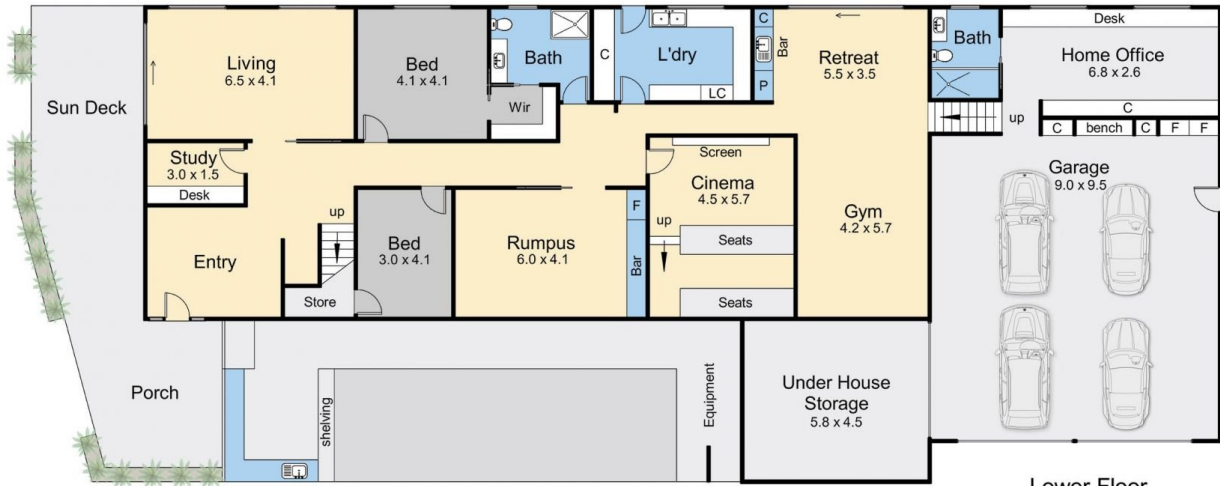 Sun Deck
Living
6.5 x 4.1
Bed
4.1 x 4.1
Bath
Wir
C
L'dry
LC
C
Bar
P
Retreat
5.5 x 3.5
Bath
Desk
Home Office
6.8 x 2.6
C
up
C
bench
C
F
F
Study
3.0 x 1.5
Desk
Entry
up
Store
Bed
3.0 x 4.1
Rumpus
6.0 x 4.1
F
Bar
Screen
Cinema
4.5 x 5.7
up
Seats
Seats
Gym
4.2 x 5.7
Garage
9.0 x 9.5
Porch
shelving
Equipment
Under House
Storage
5.8 x 4.5
Lower Floor